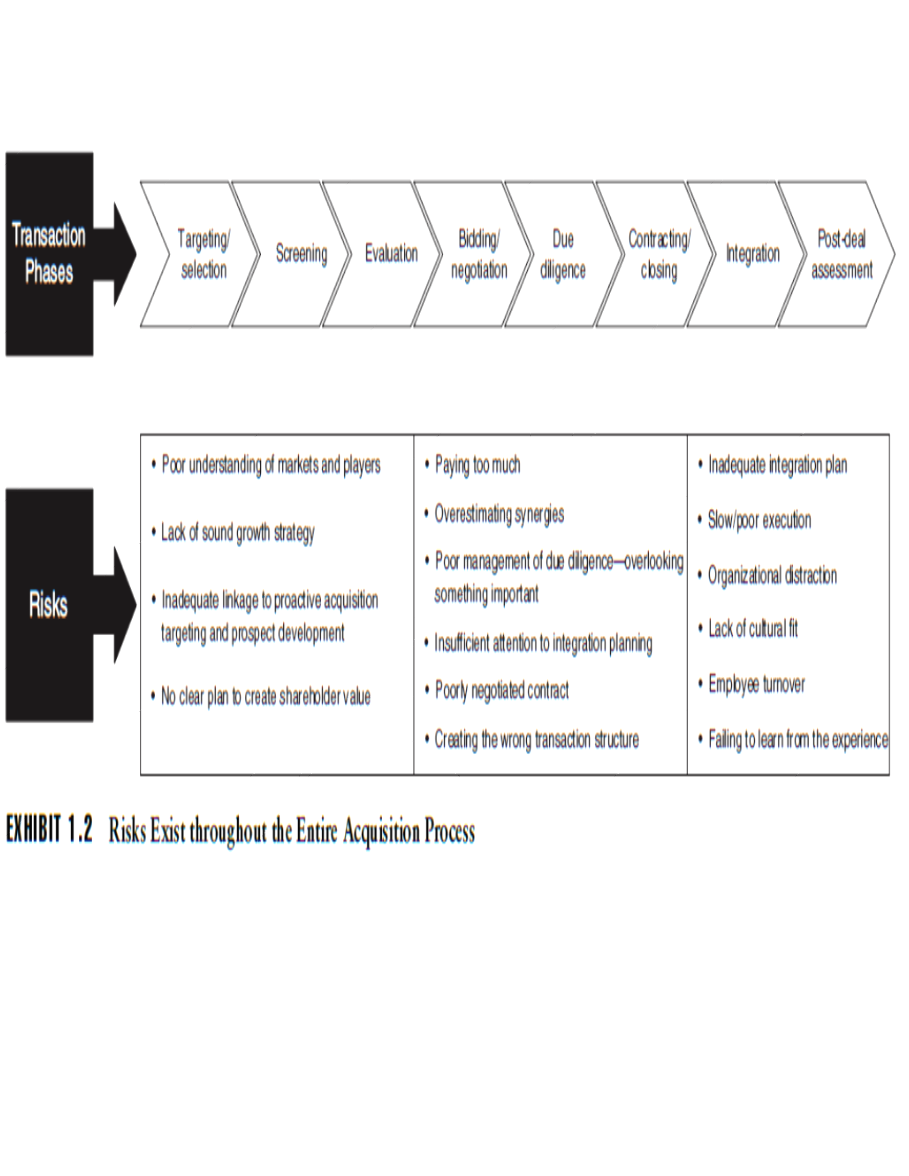 Transaction
Phases
Targeting/
selection
Screening
Evaluation
Bidding/
negotiation
Due
diligence
Contracting/
closing
Integration
Post-deal
assessment
Risks
• Poor understanding of markets and players
• Lack of sound growth strategy
• Inadequate linkage to proactive acquisition
targeting and prospect development
• No clear plan to create shareholder value
• Paying too much
• Overestimating synergies
• Poor management of due diligence—overlooking
something important
• Insufficient attention to integration planning
• Poorly negotiated contract
• Creating the wrong transaction structure
• Inadequate integration plan
• Slow/poor execution
• Organizational distraction
• Lack of cultural fit
• Employee turnover
• Failing to learn from the experience
EXHIBIT 1.2 Risks Exist throughout the Entire Acquisition Process